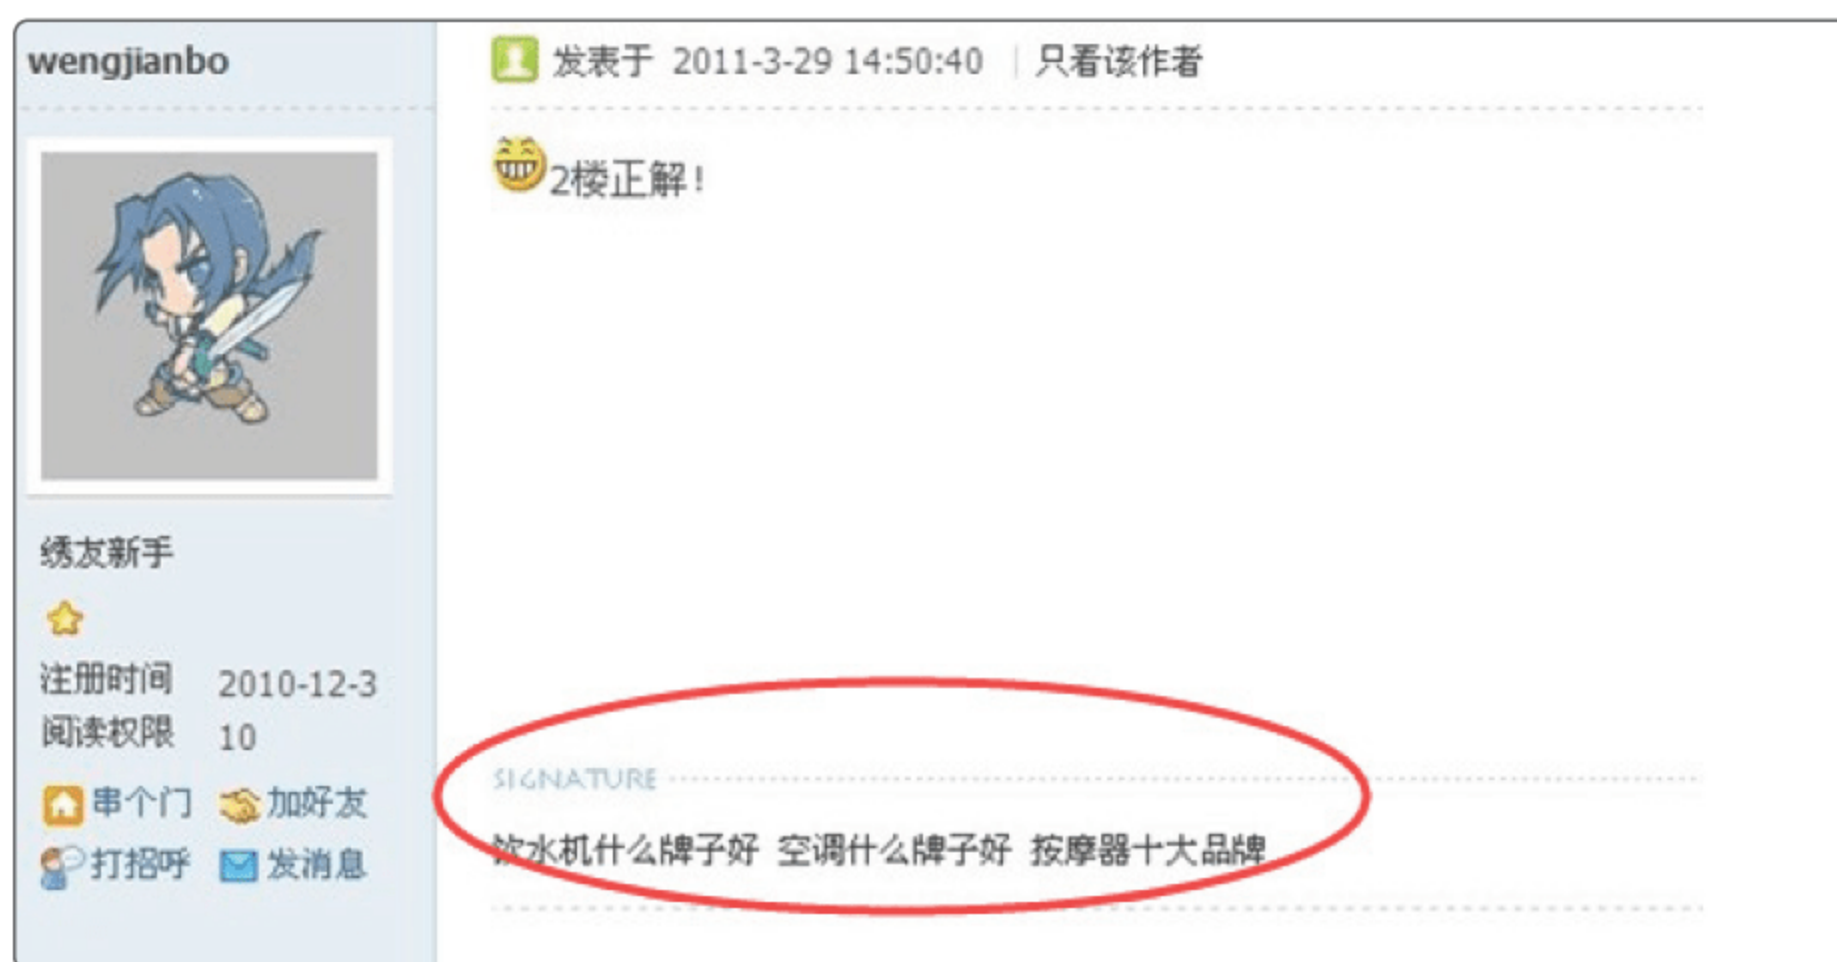 wengjianbo
发表于 2011-3-29 14:50:40 | 只看该作者
2楼正解!
绣友新手
注册时间 2010-12-3
阅读权限 10
串个门 加好友
打招呼 发消息
SIGNATURE
饮水机什么牌子好 空调什么牌子好 按摩器十大品牌